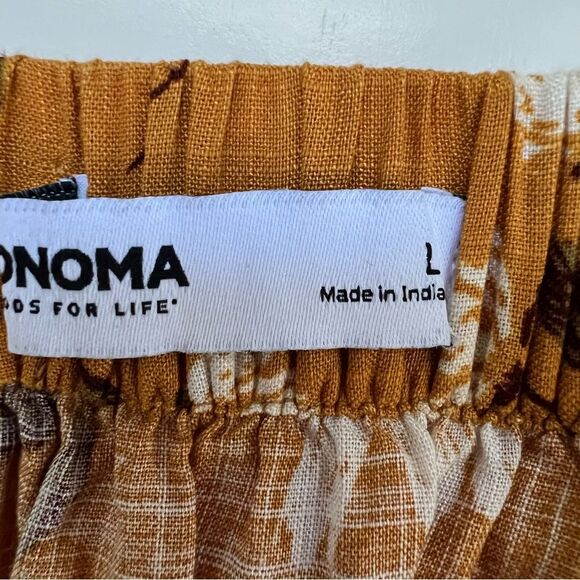 ONOMA
ODS FOR LIFE
L
Made in India